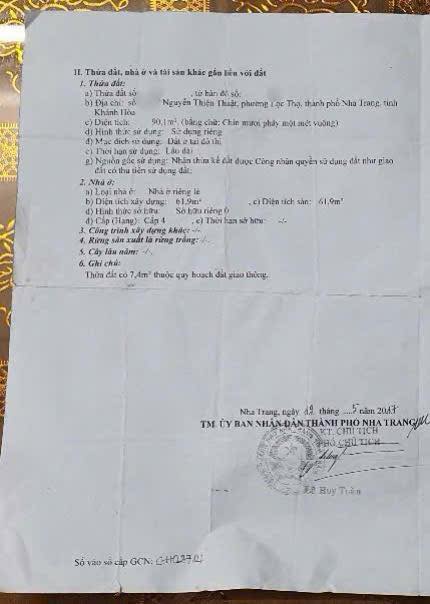 II. Thửa đất, nhà ở và tài sản khác gắn liền với đất
1. Thửa đất:
a) Thửa đất số: , tờ bản đồ số:
b) Địa chỉ: số Nguyễn Thiện Thuật, phường Lộc Thọ, thành phố Nha Trang, tỉnh
Khánh Hòa
c) Diện tích: 90,1m², (bằng chữ: Chín mươi phẩy một mét vuông)
d) Hình thức sử dụng: Sử dụng riêng
đ) Mục đích sử dụng: Đất ở tại đô thị
e) Thời hạn sử dụng: Lâu dài
g) Nguồn gốc sử dụng: Nhận thừa kế đất được Công nhận quyền sử dụng đất như giao
đất có thu tiền sử dụng đất.
2. Nhà ở:
a) Loại nhà ở: Nhà ở riêng lẻ
b) Diện tích xây dựng: 61,9m² , c) Diện tích sàn: 61,9m²
d) Hình thức sở hữu: Sở hữu riêng
đ) Cấp (Hạng): Cấp 4 , e) Thời hạn sở hữu: -/-
3. Công trình xây dựng khác: -/-
4. Rừng sản xuất là rừng trồng: -/-
5. Cây lâu năm: -/-
6. Ghi chú:
Thửa đất có 7,4m² thuộc quy hoạch đất giao thông.
Nha Trang, ngày tháng 5 năm 2017
TM. ỦY BAN NHÂN DÂN THÀNH PHỐ NHA TRANG
KT. CHỦ TỊCH
PHÓ CHỦ TỊCH
Lê Huy Toàn
Số vào sổ cấp GCN: